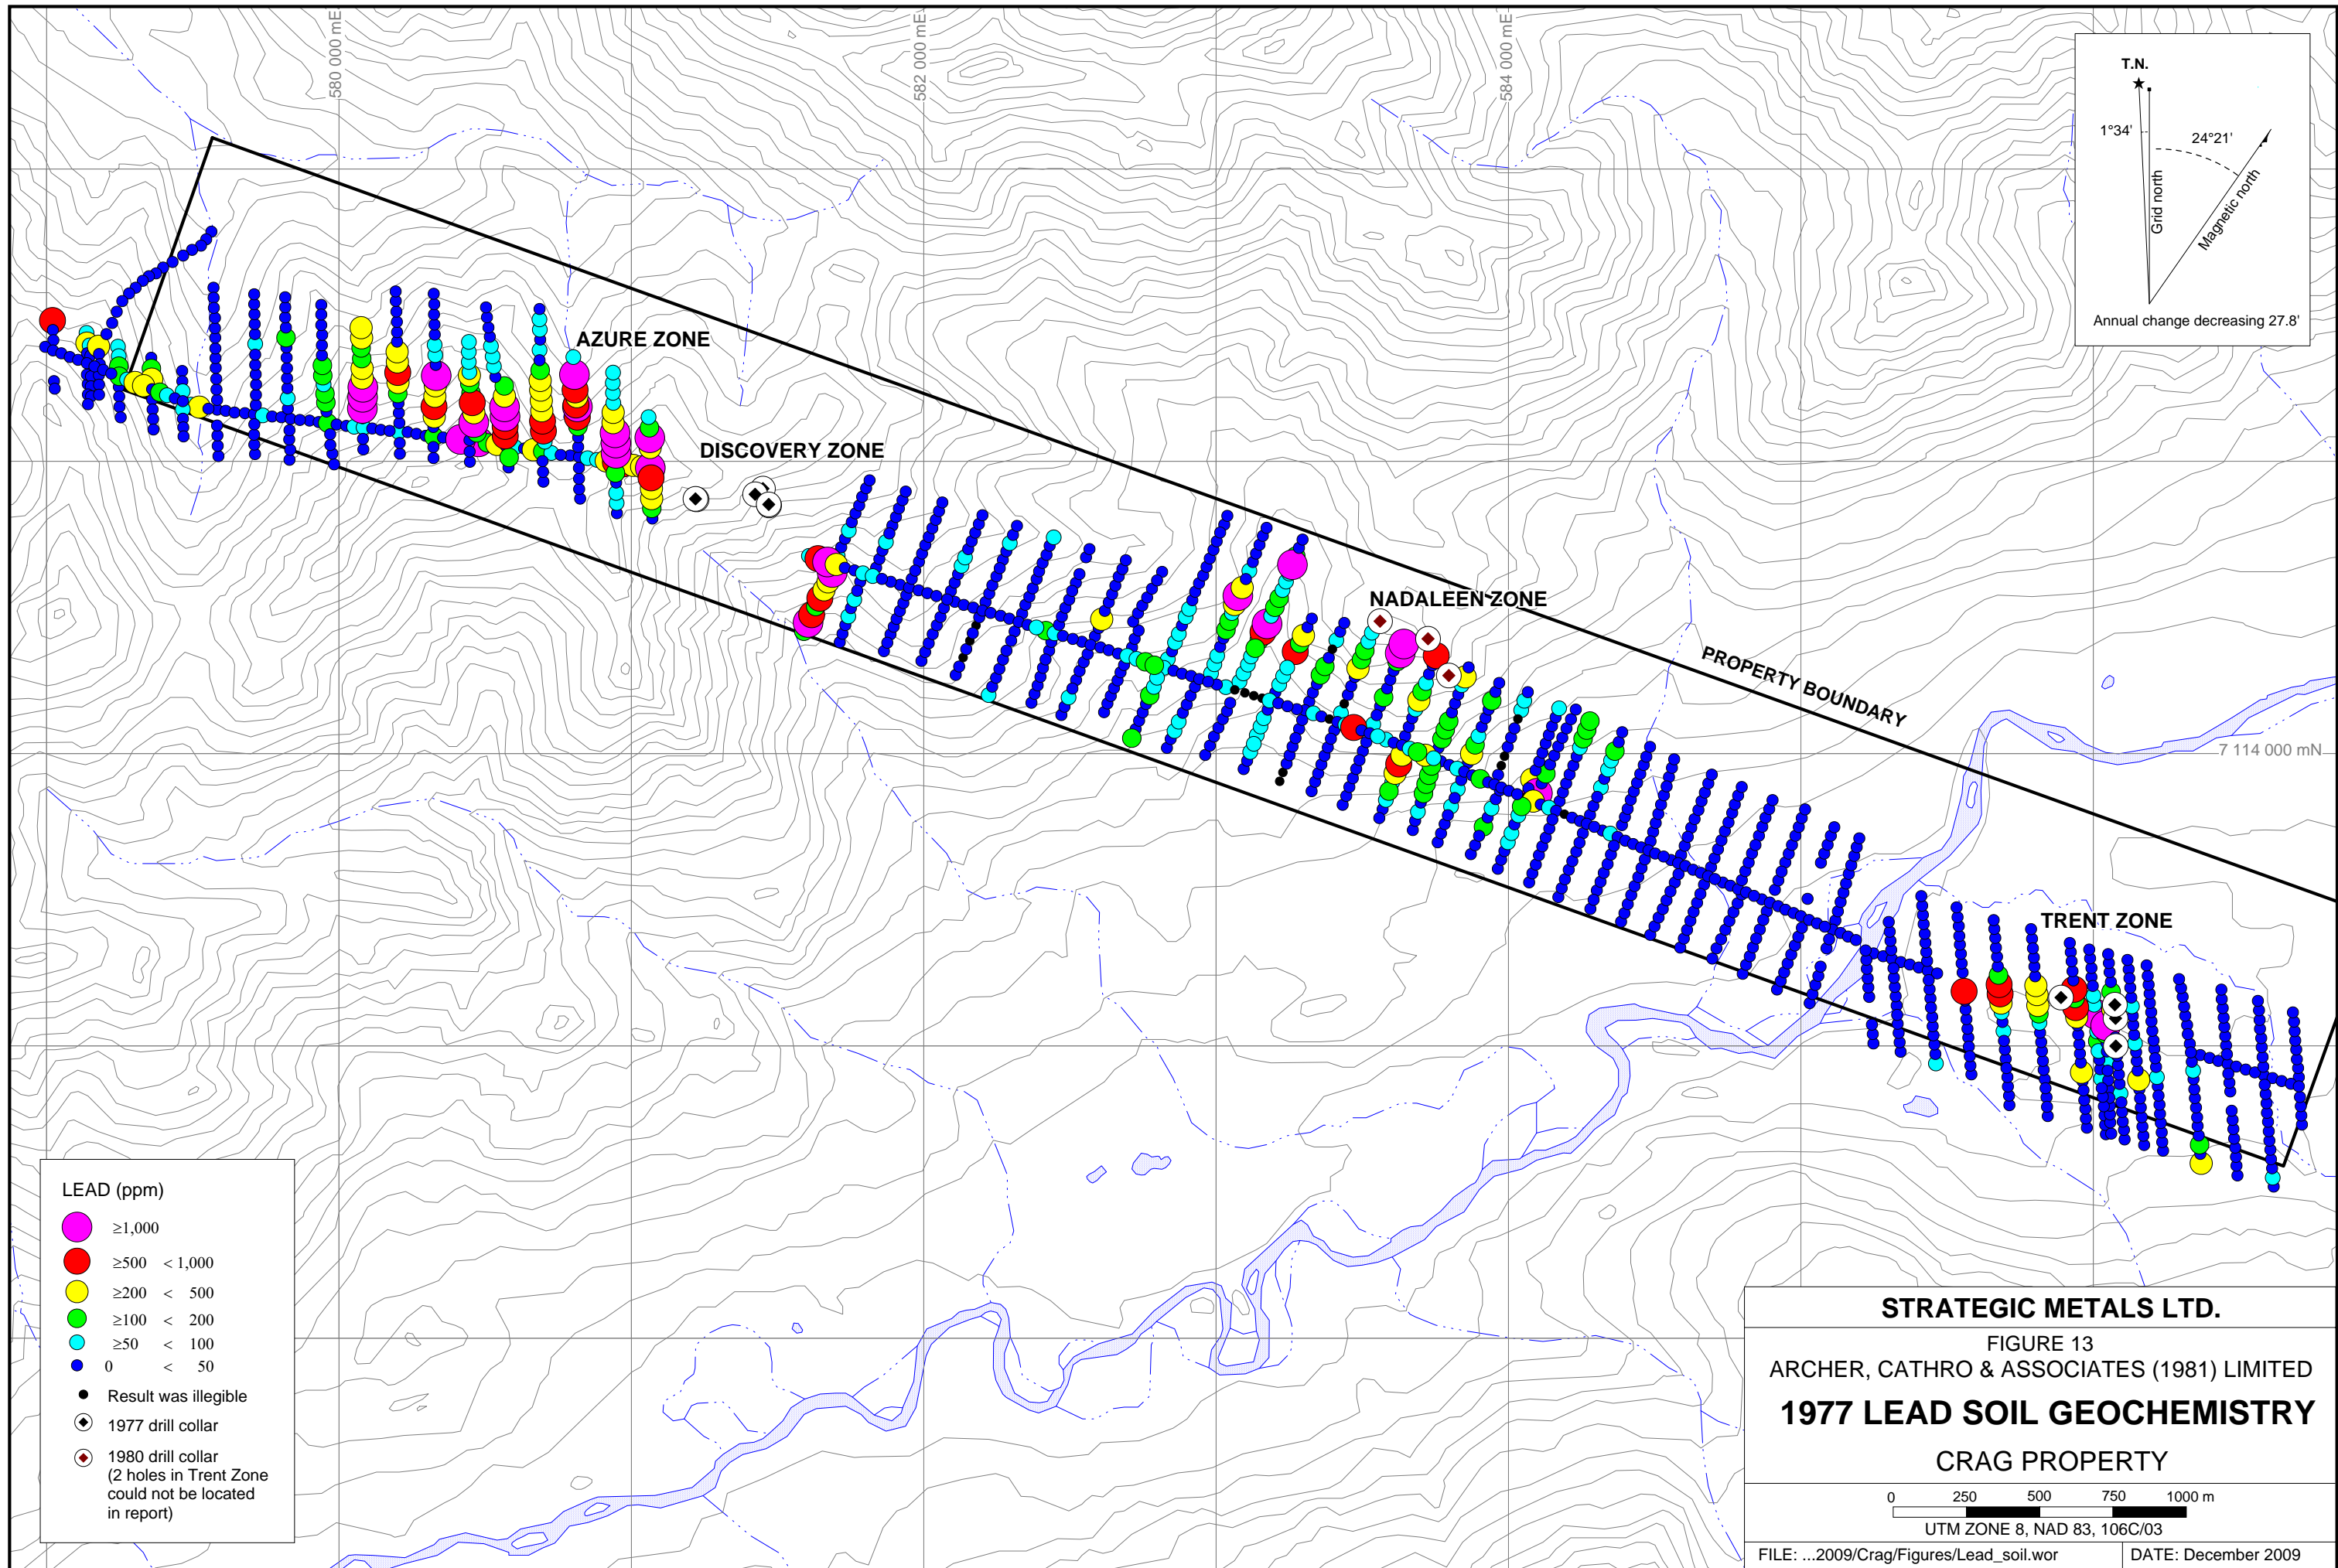 580 000 mE
582 000 mE
584 000 mE
T.N.
1°34'
24°21'
Grid north
Magnetic north
Annual change decreasing 27.8'
AZURE ZONE
DISCOVERY ZONE
NADALEEN ZONE
PROPERTY BOUNDARY
7 114 000 mN
TRENT ZONE
LEAD (ppm)
≥1,000
≥500 < 1,000
≥200 < 500
≥100 < 200
≥50 < 100
0 < 50
Result was illegible
1977 drill collar
1980 drill collar
(2 holes in Trent Zone
could not be located
in report)
STRATEGIC METALS LTD.
FIGURE 13
ARCHER, CATHRO & ASSOCIATES (1981) LIMITED
1977 LEAD SOIL GEOCHEMISTRY
CRAG PROPERTY
0 250 500 750 1000 m
UTM ZONE 8, NAD 83, 106C/03
FILE: ...2009/Crag/Figures/Lead_soil.wor
DATE: December 2009